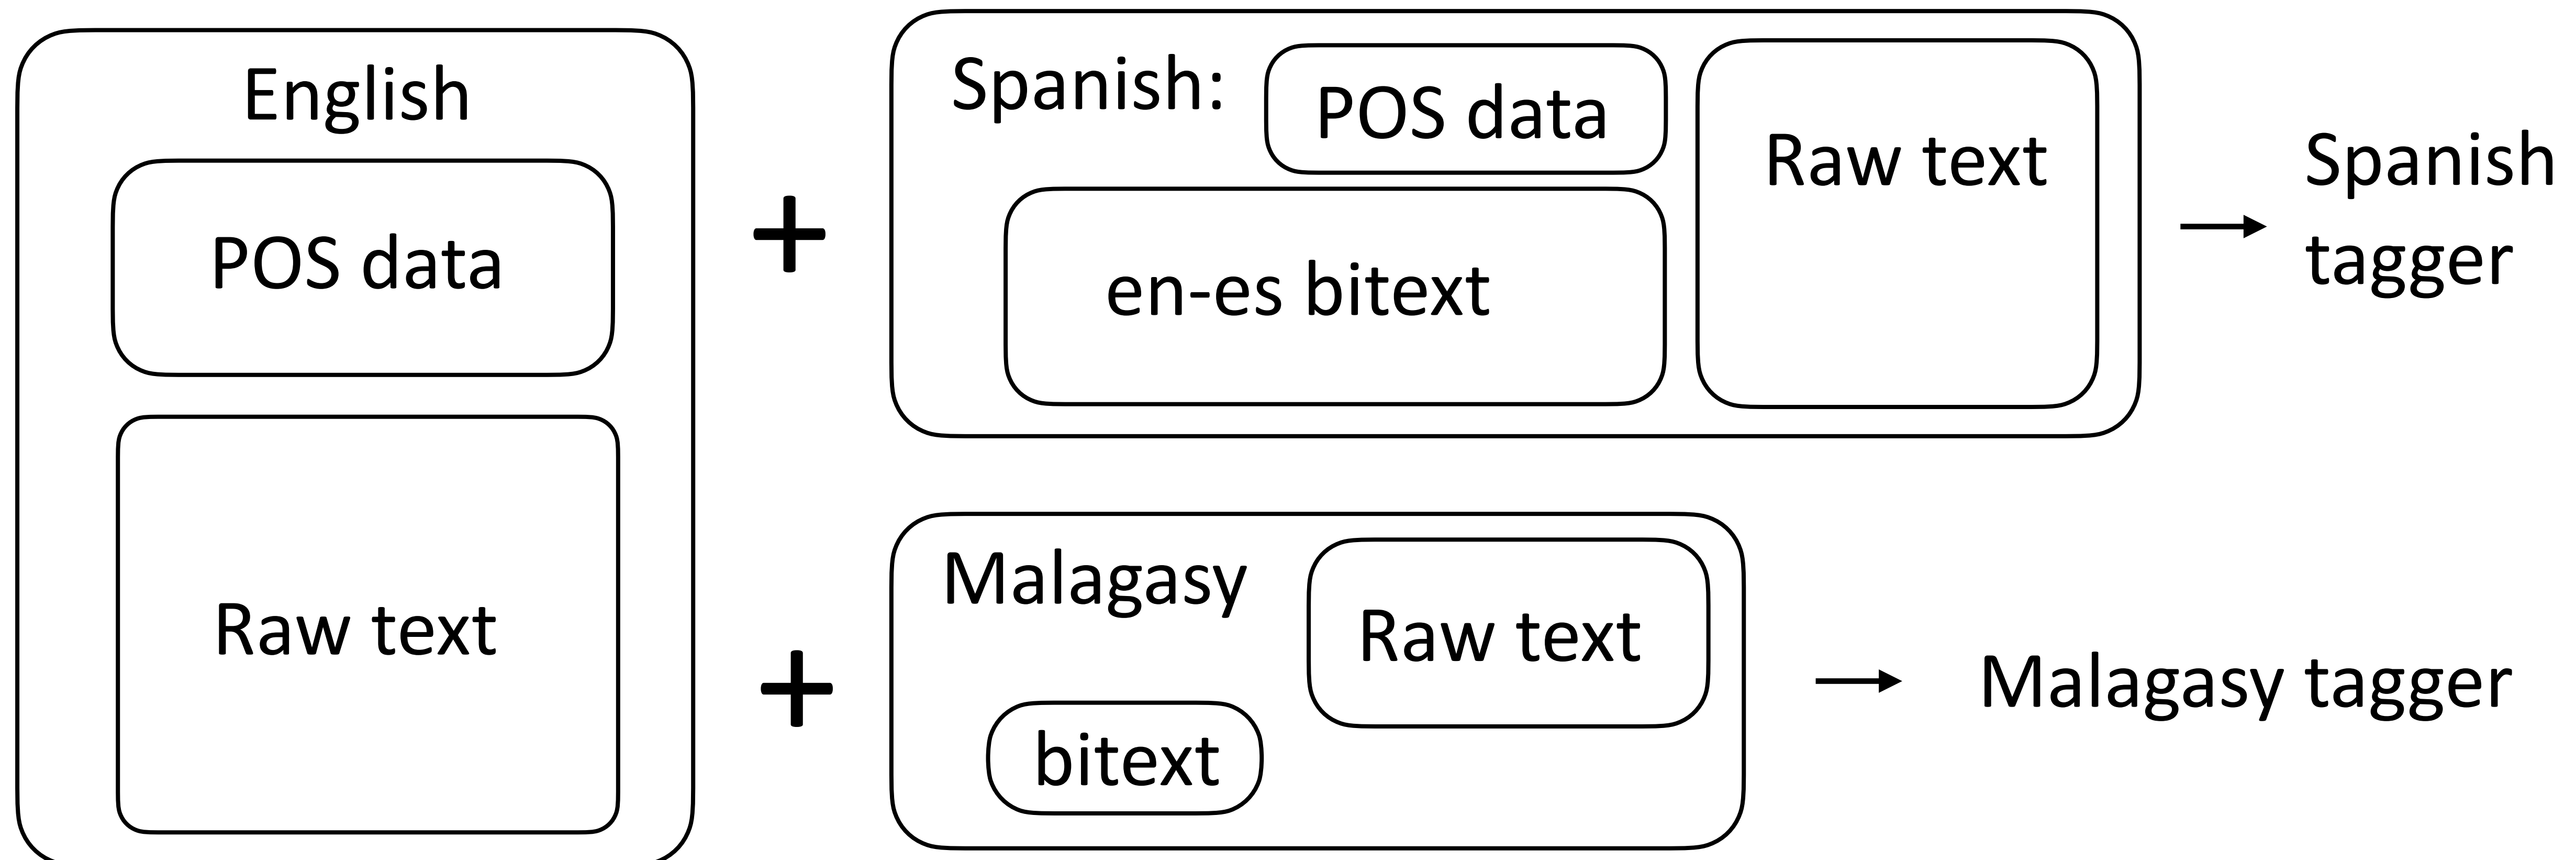 English
POS data
Raw text
+
Spanish:
POS data
en-es bitext
Raw text
Spanish
tagger
+
Malagasy
Raw text
bitext
Malagasy tagger